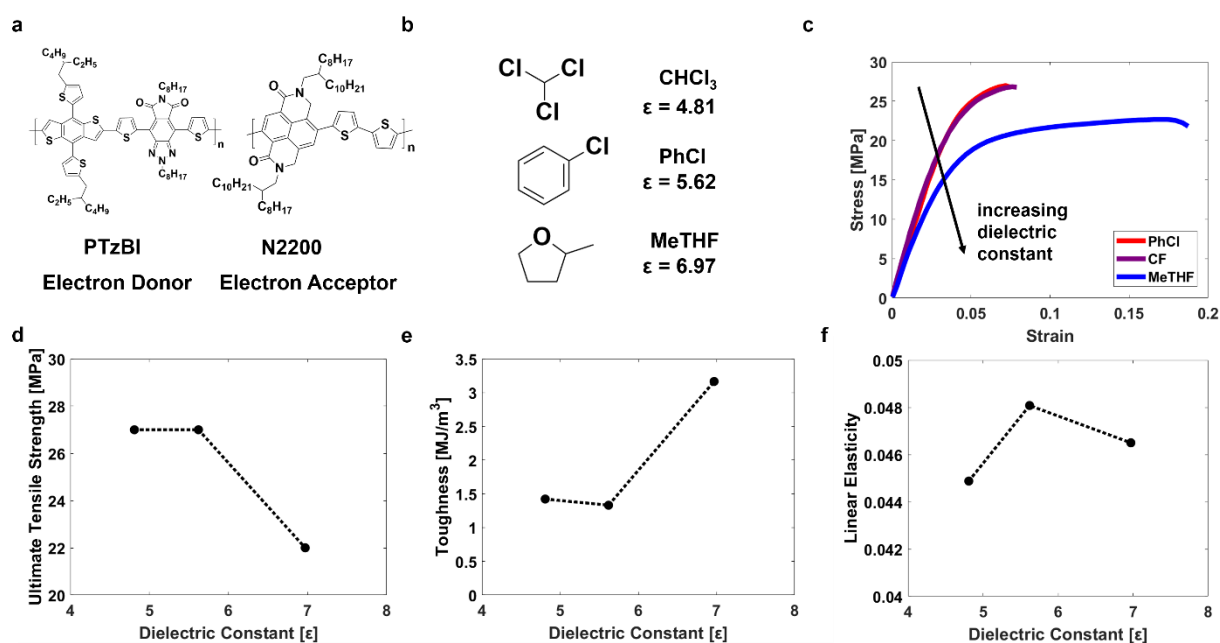 a
C4H9
C2H5
S
C8H17
O N O
S
S
S
n
S
S
N N N
C8H17
S
C2H5
C4H9
PTzBI
Electron Donor
C8H17
C10H21
O N
S
S
n
O N
C10H21
C8H17
N2200
Electron Acceptor
b
Cl Cl
Cl
CHCl3
ε = 4.81
Cl
PhCl
ε = 5.62
O
MeTHF
ε = 6.97
c
Stress [MPa]
30
25
20
15
10
5
0
increasing
dielectric
constant
PhCl
CF
MeTHF
0 0.05 0.1 0.15 0.2
Strain
d
Ultimate Tensile Strength [MPa]
30
28
26
24
22
20
4 5 6 7 8
Dielectric Constant [ε]
e
Toughness [MJ/m3]
3.5
3
2.5
2
1.5
1
0.5
0
4 5 6 7 8
Dielectric Constant [ε]
f
Linear Elasticity
0.05
0.048
0.046
0.044
0.042
0.04
4 5 6 7 8
Dielectric Constant [ε]